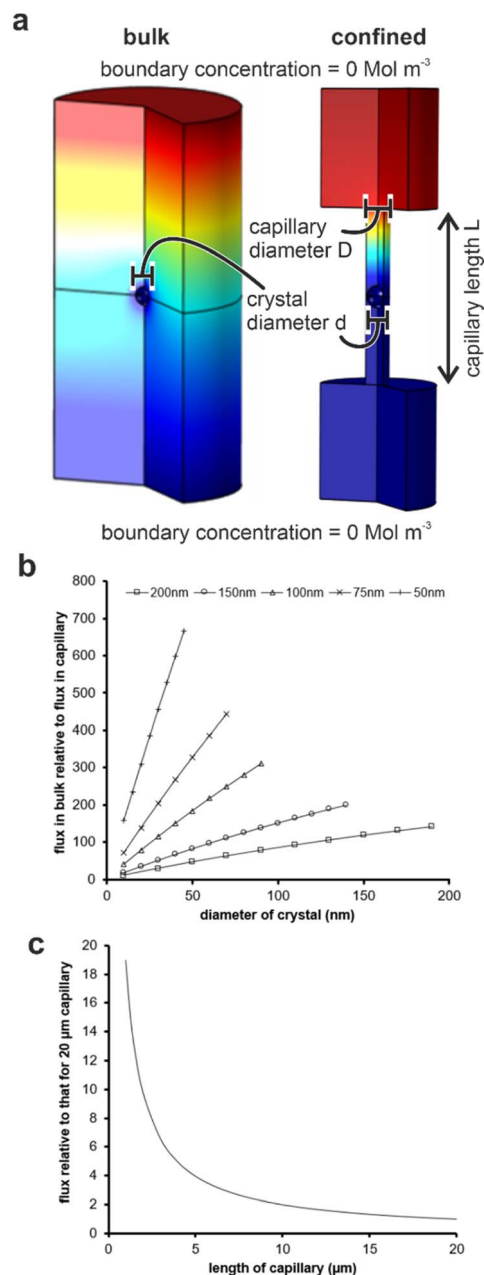 a
bulk
confined
boundary concentration = 0 Mol m⁻³
capillary
diameter D
crystal
diameter d
capillary length L
boundary concentration = 0 Mol m⁻³
b
800
700
600
500
400
300
200
100
0
200nm 150nm 100nm 75nm 50nm
flux in bulk relative to flux in capillary
0 50 100 150 200
diameter of crystal (nm)
c
20
18
16
14
12
10
8
6
4
2
0
flux relative to that for 20 µm capillary
0 5 10 15 20
length of capillary (µm)